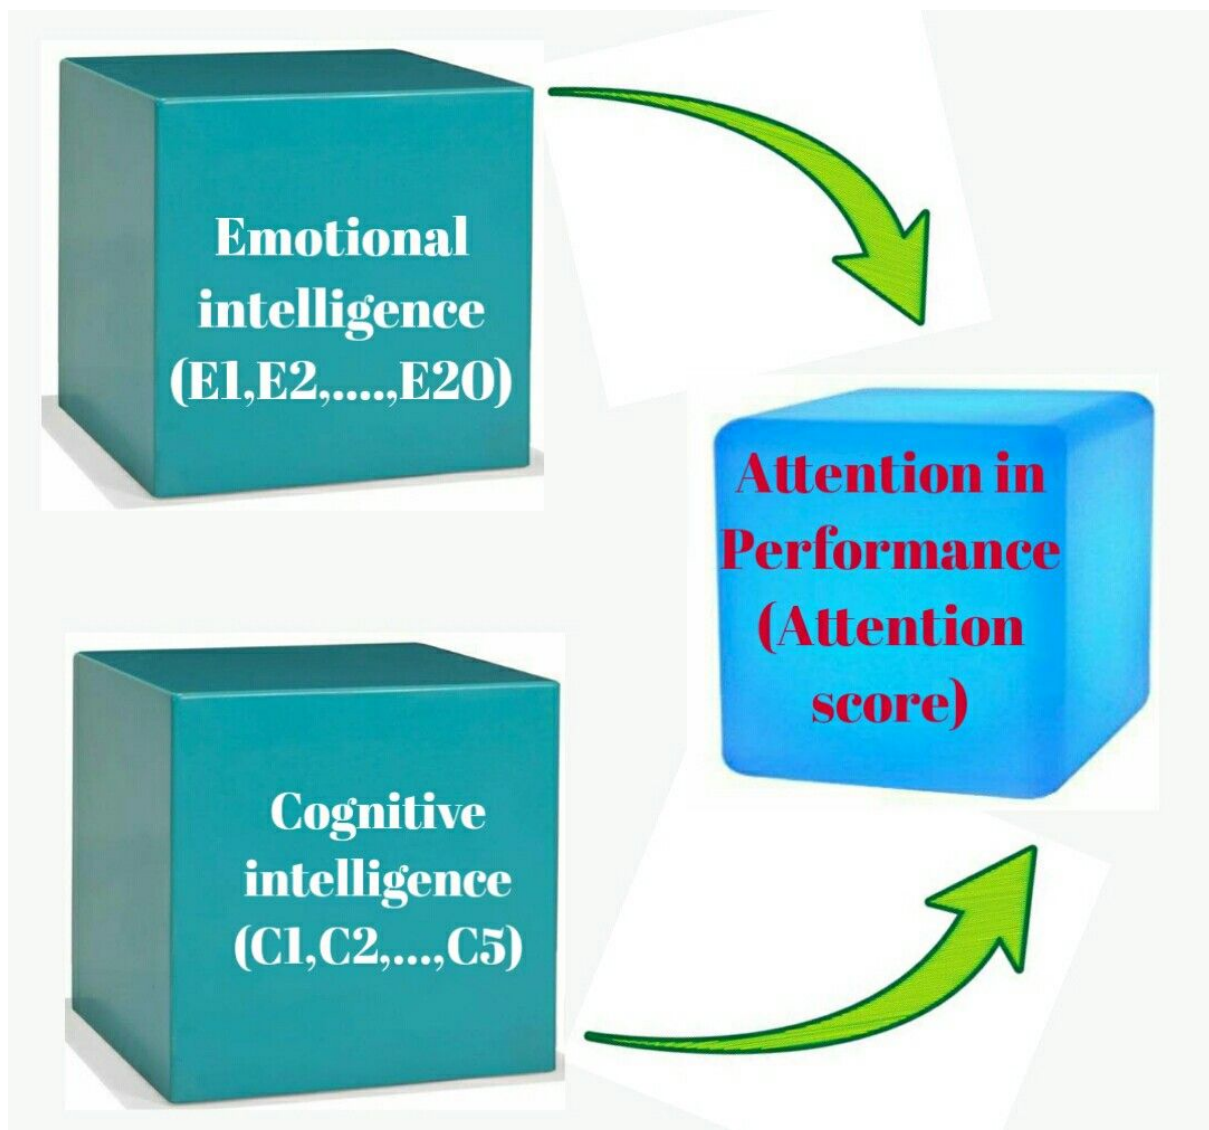 Emotional
intelligence
(E1,E2,....,E20)
Attention in
Performance
(Attention
score)
Cognitive
intelligence
(C1,C2,...,C5)